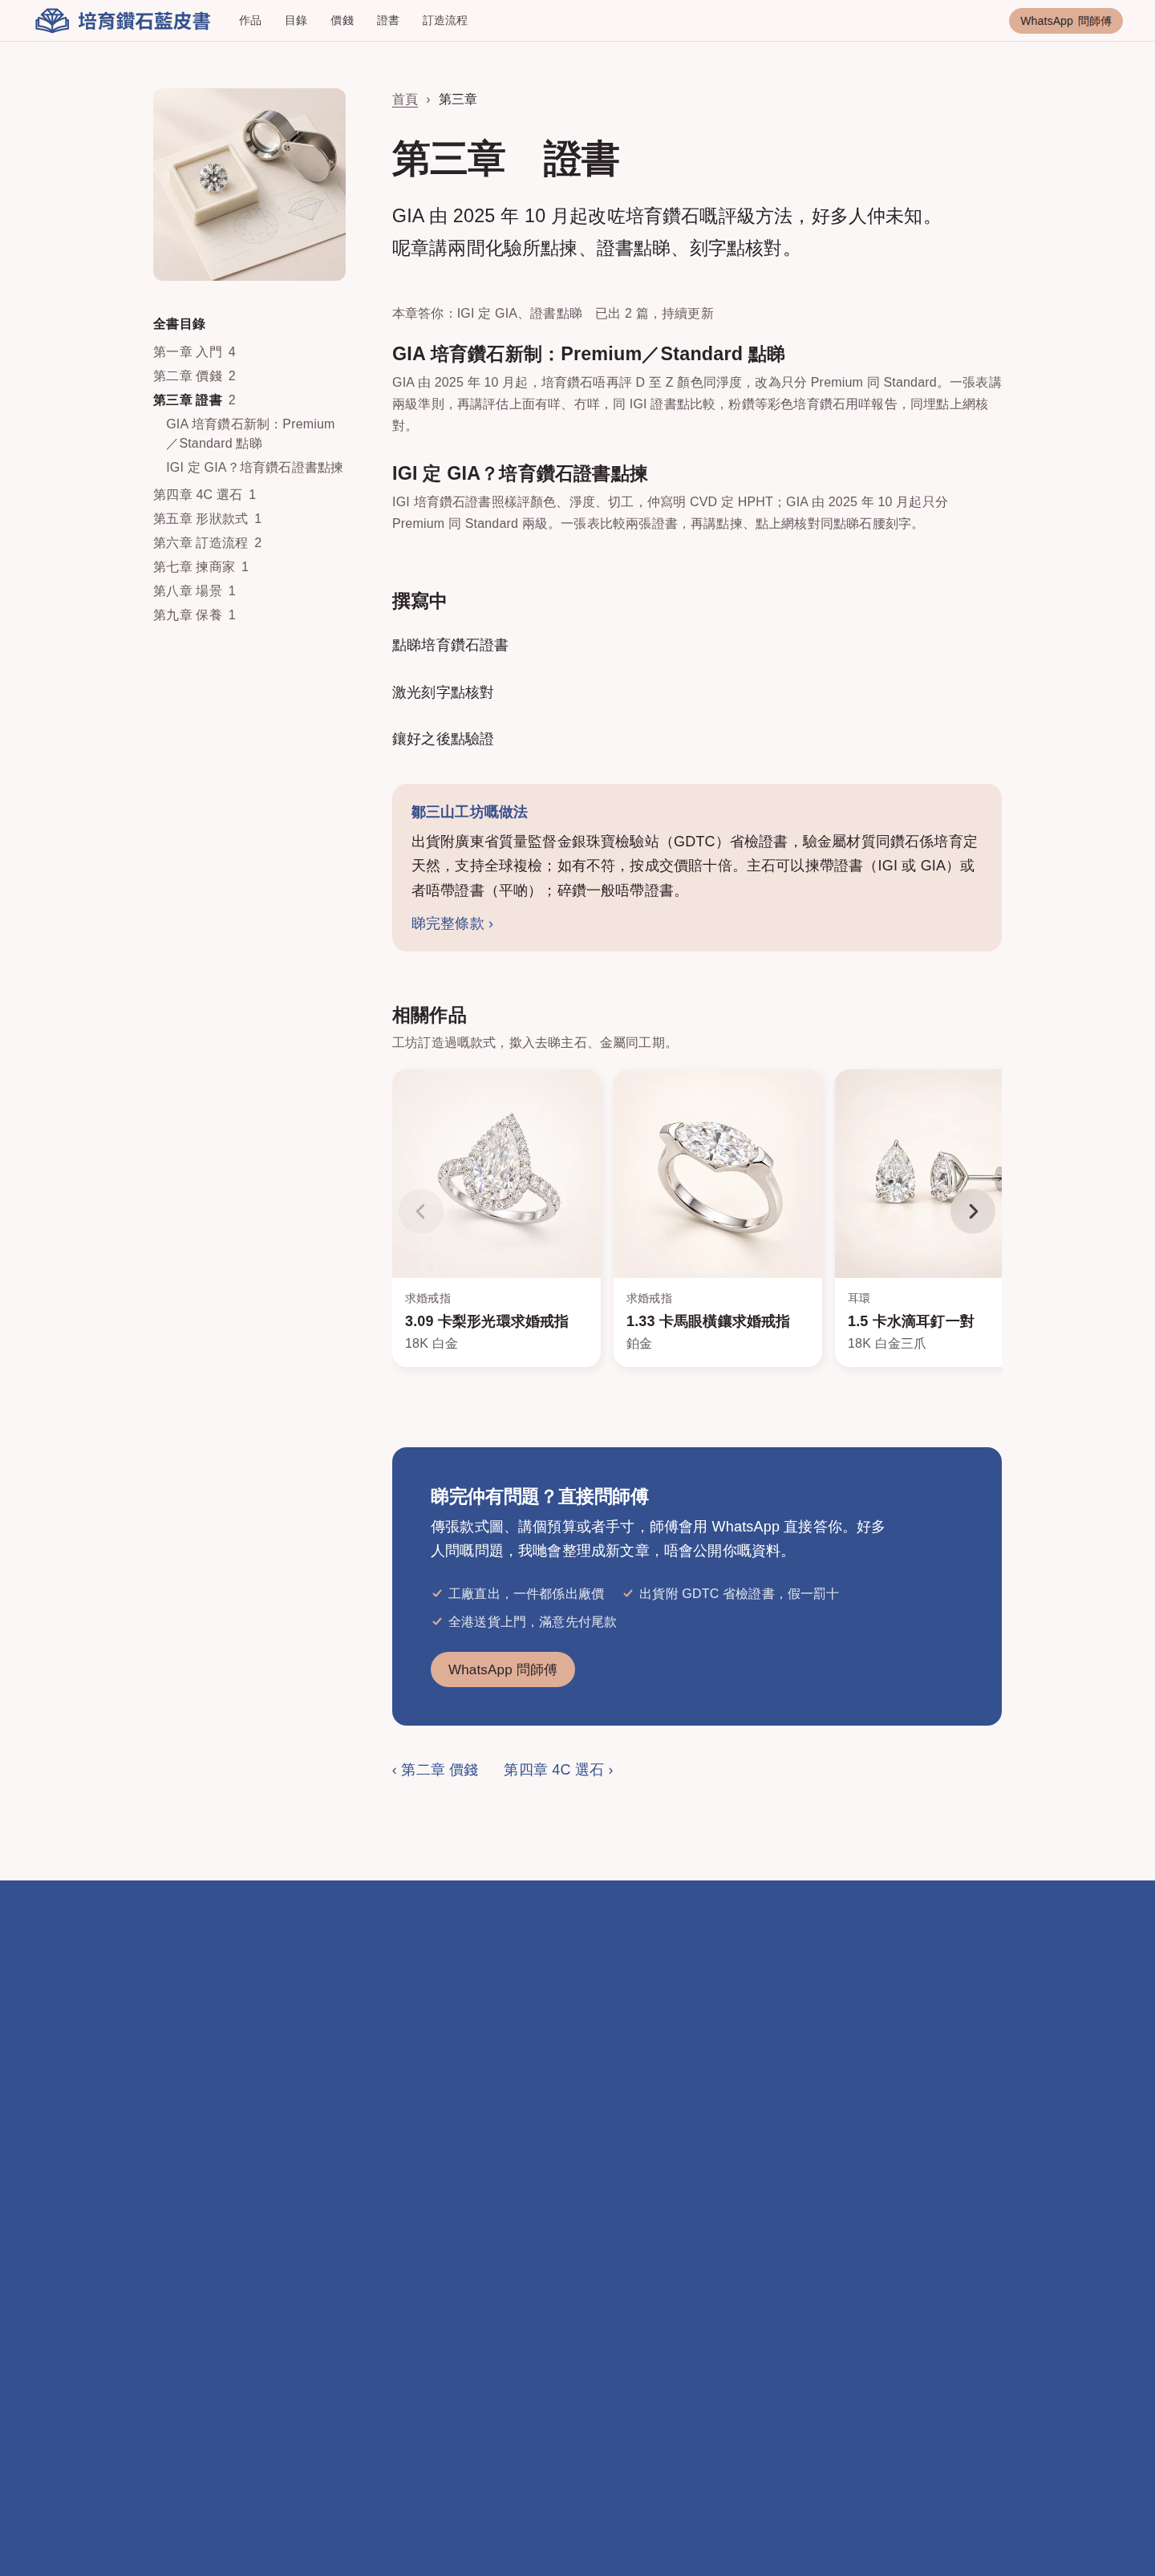 培育鑽石藍皮書
作品 目錄 價錢 證書 訂造流程
WhatsApp 問師傅
全書目錄
第一章 入門 4
第二章 價錢 2
第三章 證書 2
GIA 培育鑽石新制：Premium
／Standard 點睇
IGI 定 GIA？培育鑽石證書點揀
第四章 4C 選石 1
第五章 形狀款式 1
第六章 訂造流程 2
第七章 揀商家 1
第八章 場景 1
第九章 保養 1
首頁 › 第三章
第三章　證書
GIA 由 2025 年 10 月起改咗培育鑽石嘅評級方法，好多人仲未知。
呢章講兩間化驗所點揀、證書點睇、刻字點核對。
本章答你：IGI 定 GIA、證書點睇　已出 2 篇，持續更新
GIA 培育鑽石新制：Premium／Standard 點睇
GIA 由 2025 年 10 月起，培育鑽石唔再評 D 至 Z 顏色同淨度，改為只分 Premium 同 Standard。一張表講
兩級準則，再講評估上面有咩、冇咩，同 IGI 證書點比較，粉鑽等彩色培育鑽石用咩報告，同埋點上網核
對。
IGI 定 GIA？培育鑽石證書點揀
IGI 培育鑽石證書照樣評顏色、淨度、切工，仲寫明 CVD 定 HPHT；GIA 由 2025 年 10 月起只分
Premium 同 Standard 兩級。一張表比較兩張證書，再講點揀、點上網核對同點睇石腰刻字。
撰寫中
點睇培育鑽石證書
激光刻字點核對
鑲好之後點驗證
鄒三山工坊嘅做法
出貨附廣東省質量監督金銀珠寶檢驗站（GDTC）省檢證書，驗金屬材質同鑽石係培育定
天然，支持全球複檢；如有不符，按成交價賠十倍。主石可以揀帶證書（IGI 或 GIA）或
者唔帶證書（平啲）；碎鑽一般唔帶證書。
睇完整條款 ›
相關作品
工坊訂造過嘅款式，撳入去睇主石、金屬同工期。
求婚戒指
3.09 卡梨形光環求婚戒指
18K 白金
求婚戒指
1.33 卡馬眼橫鑲求婚戒指
鉑金
耳環
1.5 卡水滴耳釘一對
18K 白金三爪
睇完仲有問題？直接問師傅
傳張款式圖、講個預算或者手寸，師傅會用 WhatsApp 直接答你。好多
人問嘅問題，我哋會整理成新文章，唔會公開你嘅資料。
工廠直出，一件都係出廠價 出貨附 GDTC 省檢證書，假一罰十
全港送貨上門，滿意先付尾款
WhatsApp 問師傅
‹ 第二章 價錢 第四章 4C 選石 ›